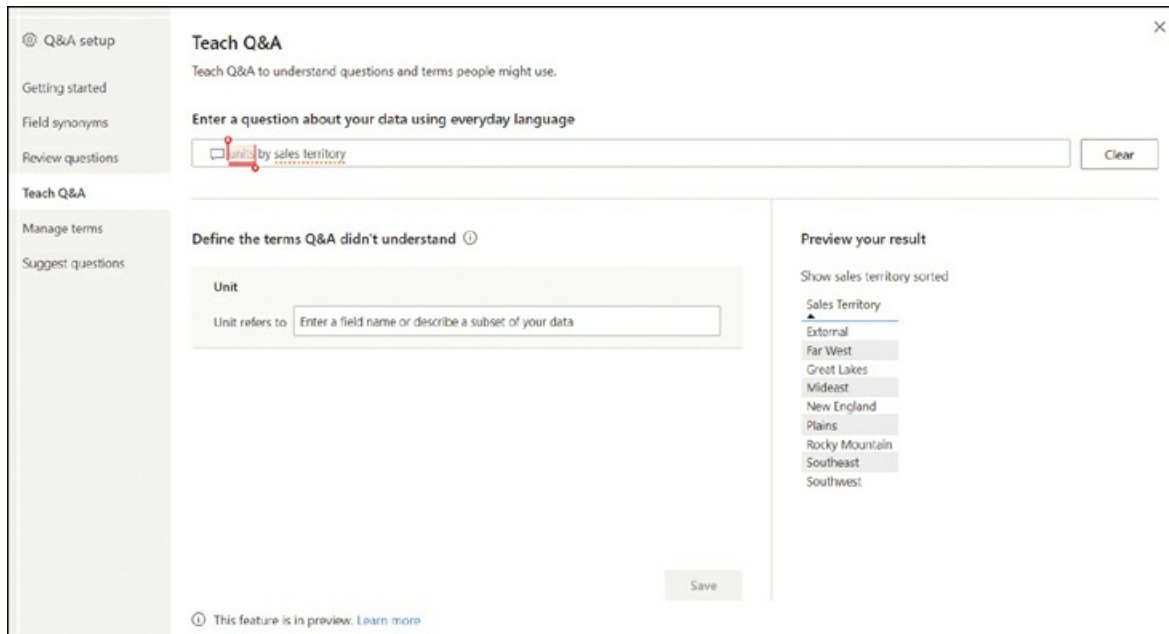 Q&A setup
Getting started
Field synonyms
Review questions
Teach Q&A
Manage terms
Suggest questions
Teach Q&A
Teach Q&A to understand questions and terms people might use.
Enter a question about your data using everyday language
units by sales territory
Clear
Define the terms Q&A didn't understand
Unit
Unit refers to Enter a field name or describe a subset of your data
Save
This feature is in preview. Learn more
Preview your result
Show sales territory sorted
Sales Territory
External
Far West
Great Lakes
Mideast
New England
Plains
Rocky Mountain
Southeast
Southwest